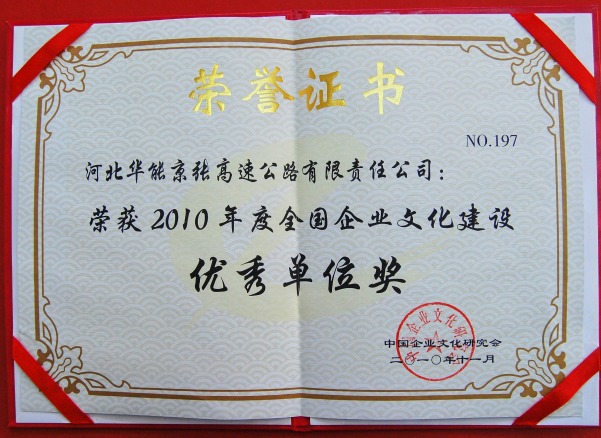 荣誉证书
NO.197
河北华能京张高速公路有限责任公司：
荣获2010年度全国企业文化建设
优秀单位奖
中国企业文化研究会
二〇一〇年十一月